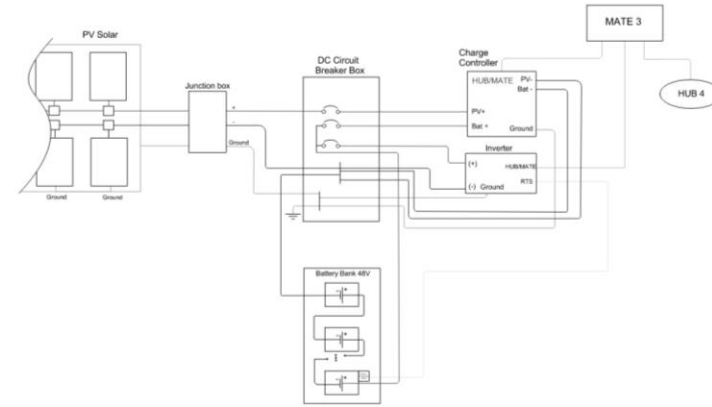 MATE 3
PV Solar
DC Circuit
Breaker Box
Charge
Controller
HUB/MATE
PV-
Bat -
HUB 4
Junction box
+
-
Ground
PV+
Bat +
Ground
Inverter
(+)
HUB/MATE
RTS
(-) Ground
Ground
Ground
Battery Bank 48V
+
-
+
-
+
-